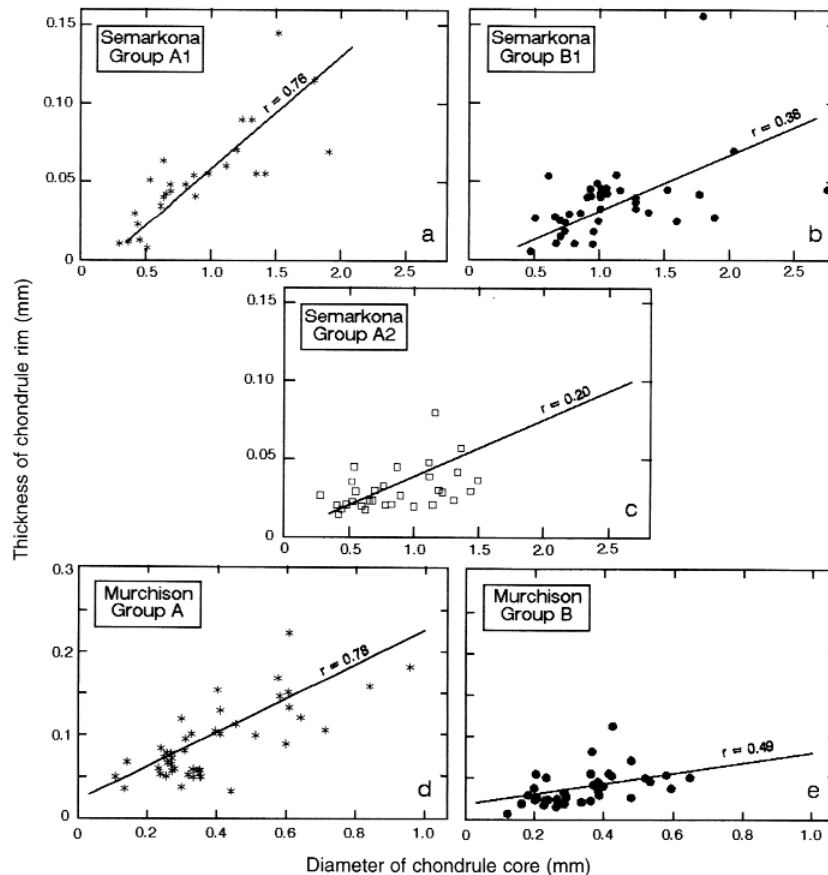 Thickness of chondrule rim (mm)
0.15
0.10
0.05
0
Semarkona
Group A1
r = 0.76
a
0 0.5 1.0 1.5 2.0 2.5
Semarkona
Group B1
r = 0.36
b
0 0.5 1.0 1.5 2.0 2.5
0.15
0.10
0.05
0
Semarkona
Group A2
r = 0.20
c
0 0.5 1.0 1.5 2.0 2.5
0.3
0.2
0.1
0
Murchison
Group A
r = 0.78
d
0 0.2 0.4 0.6 0.8 1.0
Murchison
Group B
r = 0.49
e
0 0.2 0.4 0.6 0.8 1.0
Diameter of chondrule core (mm)